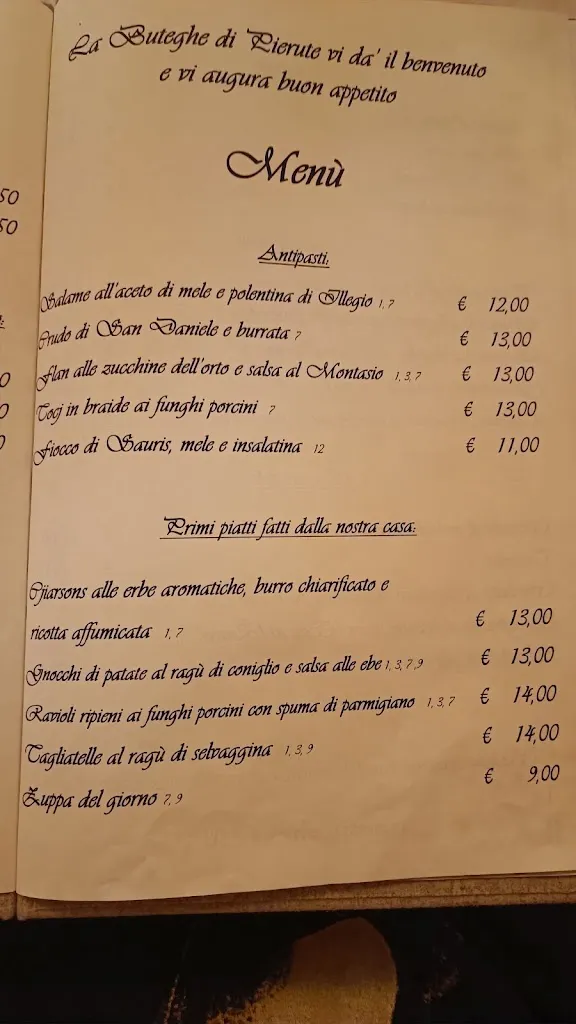 La Buteghe di Pierute vi da' il benvenuto
e vi augura buon appetito
Menù
Antipasti:
Salame all'aceto di mele e polentina di Illegio 1, 7 € 12,00
Crudo di San Daniele e burrata 7 € 13,00
Flan alle zucchine dell'orto e salsa al Montasio 1, 3, 7 € 13,00
Tocj in braide ai funghi porcini 7 € 13,00
Fiocco di Sauris, mele e insalatina 12 € 11,00
Primi piatti fatti dalla nostra casa:
Cjarsons alle erbe aromatiche, burro chiarificato e
ricotta affumicata 1, 7 € 13,00
Gnocchi di patate al ragù di coniglio e salsa alle ebe 1, 3, 7, 9 € 13,00
Ravioli ripieni ai funghi porcini con spuma di parmigiano 1, 3, 7 € 14,00
Tagliatelle al ragù di selvaggina 1, 3, 9 € 14,00
Zuppa del giorno 7, 9 € 9,00